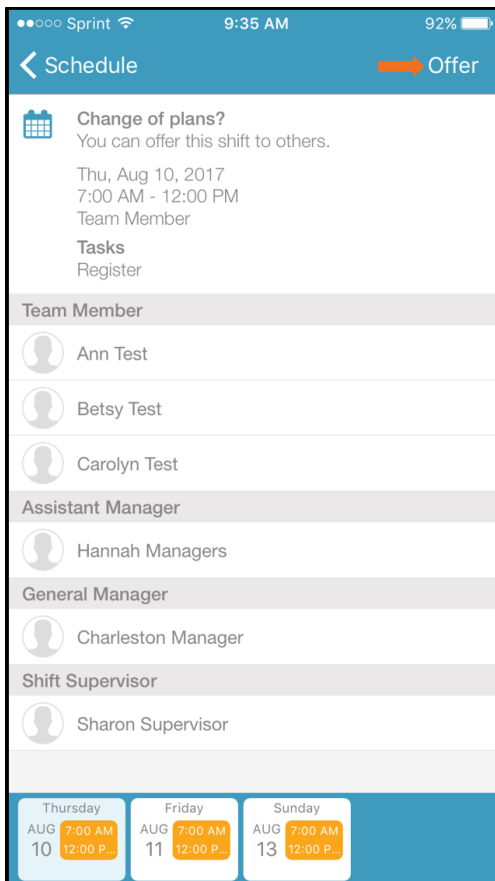 Sprint 9:35 AM 92%
Schedule Offer
Change of plans?
You can offer this shift to others.
Thu, Aug 10, 2017
7:00 AM - 12:00 PM
Team Member
Tasks
Register
Team Member
Ann Test
Betsy Test
Carolyn Test
Assistant Manager
Hannah Managers
General Manager
Charleston Manager
Shift Supervisor
Sharon Supervisor
Thursday
AUG 7:00 AM
10 12:00 P...
Friday
AUG 7:00 AM
11 12:00 P...
Sunday
AUG 7:00 AM
13 12:00 P...